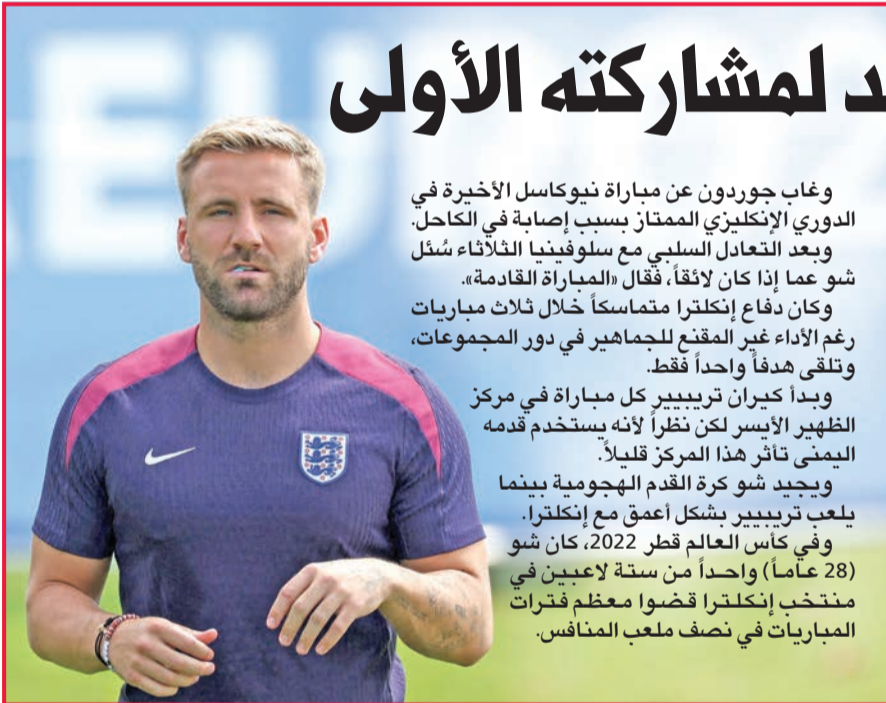 ـد لمشاركته الأولى
وغاب جوردون عن مباراة نيوكاسل الأخيرة في
الدوري الإنكليزي الممتاز بسبب إصابة في الكاحل.
وبعد التعادل السلبي مع سلوفينيا الثلاثاء سُئل
شو عما إذا كان لائقاً، فقال «المباراة القادمة».
وكان دفاع إنكلترا متماسكاً خلال ثلاث مباريات
رغم الأداء غير المقنع للجماهير في دور المجموعات،
وتلقى هدفاً واحداً فقط.
وبدأ كيران تريبيير كل مباراة في مركز
الظهير الأيسر لكن نظراً لأنه يستخدم قدمه
اليمنى تأثر هذا المركز قليلاً.
ويجيد شو كرة القدم الهجومية بينما
يلعب تريبيير بشكل أعمق مع إنكلترا.
وفي كأس العالم قطر 2022، كان شو
(28 عاماً) واحداً من ستة لاعبين في
منتخب إنكلترا قضوا معظم فترات
المباريات في نصف ملعب المنافس.